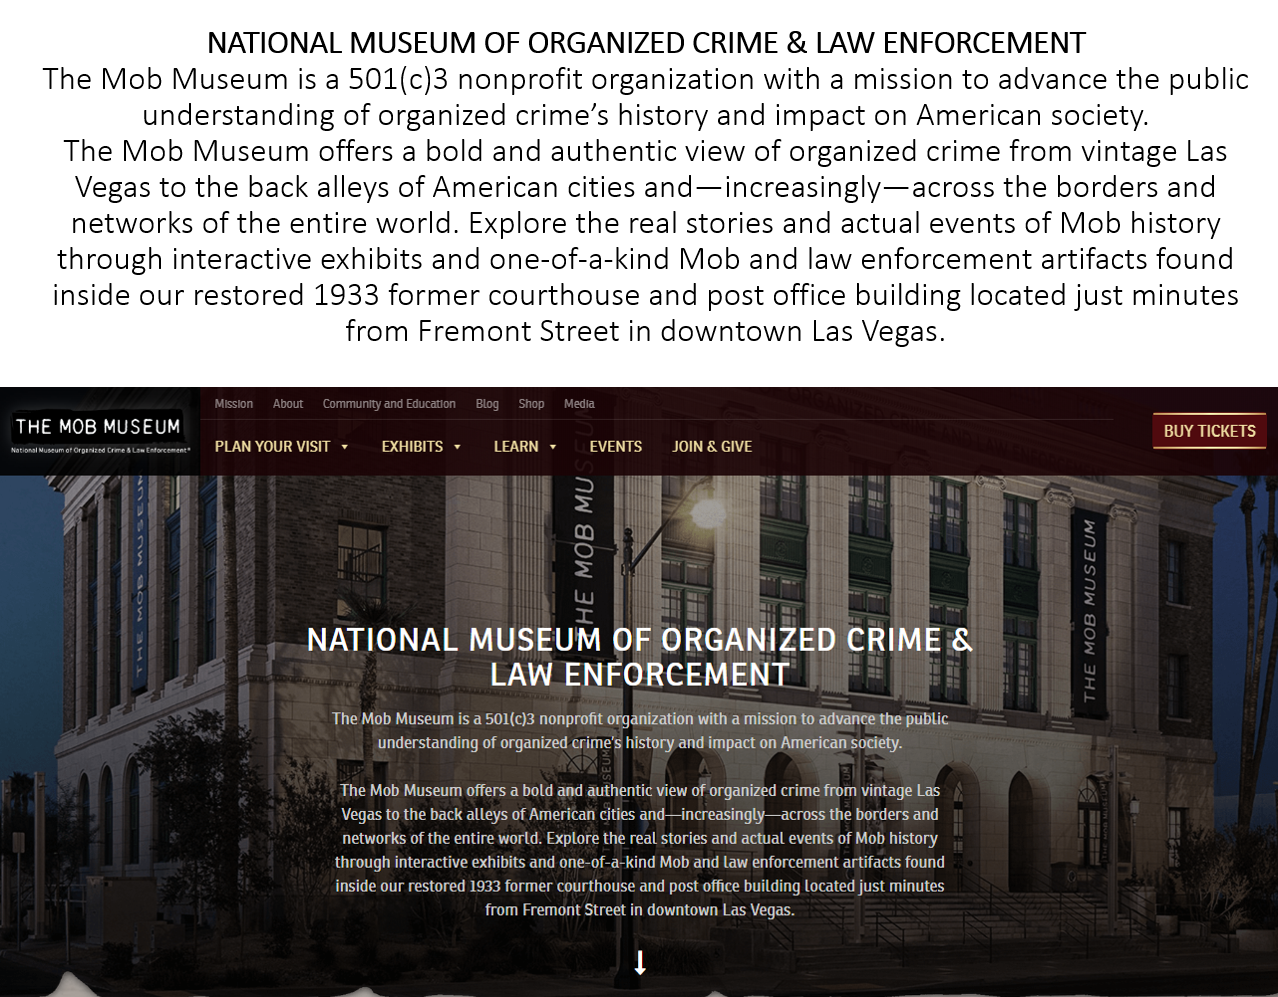 NATIONAL MUSEUM OF ORGANIZED CRIME & LAW ENFORCEMENT
The Mob Museum is a 501(c)3 nonprofit organization with a mission to advance the public
understanding of organized crime’s history and impact on American society.
The Mob Museum offers a bold and authentic view of organized crime from vintage Las
Vegas to the back alleys of American cities and—increasingly—across the borders and
networks of the entire world. Explore the real stories and actual events of Mob history
through interactive exhibits and one-of-a-kind Mob and law enforcement artifacts found
inside our restored 1933 former courthouse and post office building located just minutes
from Fremont Street in downtown Las Vegas.
THE MOB MUSEUM
National Museum of Organized Crime & Law Enforcement®
Mission About Community and Education Blog Shop Media
PLAN YOUR VISIT EXHIBITS LEARN EVENTS JOIN & GIVE
BUY TICKETS
THE MOB MUSEUM
THE MOB MUSEUM
THE MOB MUSEUM
NATIONAL MUSEUM OF ORGANIZED CRIME &
LAW ENFORCEMENT
The Mob Museum is a 501(c)3 nonprofit organization with a mission to advance the public
understanding of organized crime's history and impact on American society.
The Mob Museum offers a bold and authentic view of organized crime from vintage Las
Vegas to the back alleys of American cities and—increasingly—across the borders and
networks of the entire world. Explore the real stories and actual events of Mob history
through interactive exhibits and one-of-a-kind Mob and law enforcement artifacts found
inside our restored 1933 former courthouse and post office building located just minutes
from Fremont Street in downtown Las Vegas.